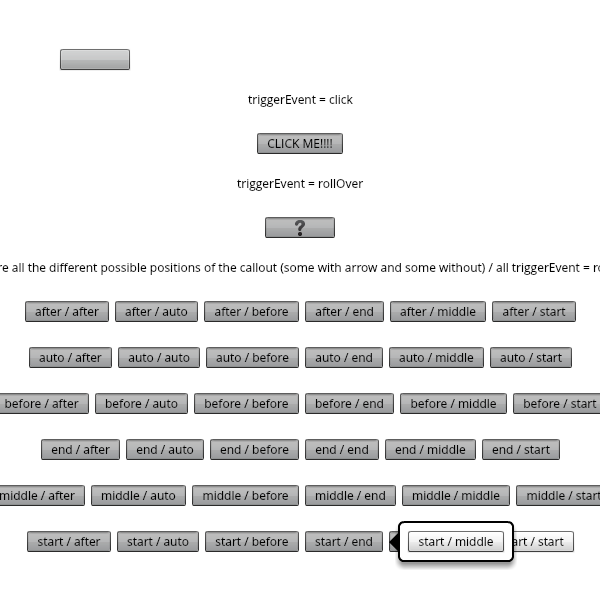 triggerEvent = click
CLICK ME!!!!
triggerEvent = rollOver
?
all the different possible positions of the callout (some with arrow and some without) / all triggerEvent =
after / after after / auto after / before after / end after / middle after / start
auto / after auto / auto auto / before auto / end auto / middle auto / start
before / after before / auto before / before before / end before / middle before / start
end / after end / auto end / before end / end end / middle end / start
middle / after middle / auto middle / before middle / end middle / middle middle / start
start / after start / auto start / before start / end start / middle art / start